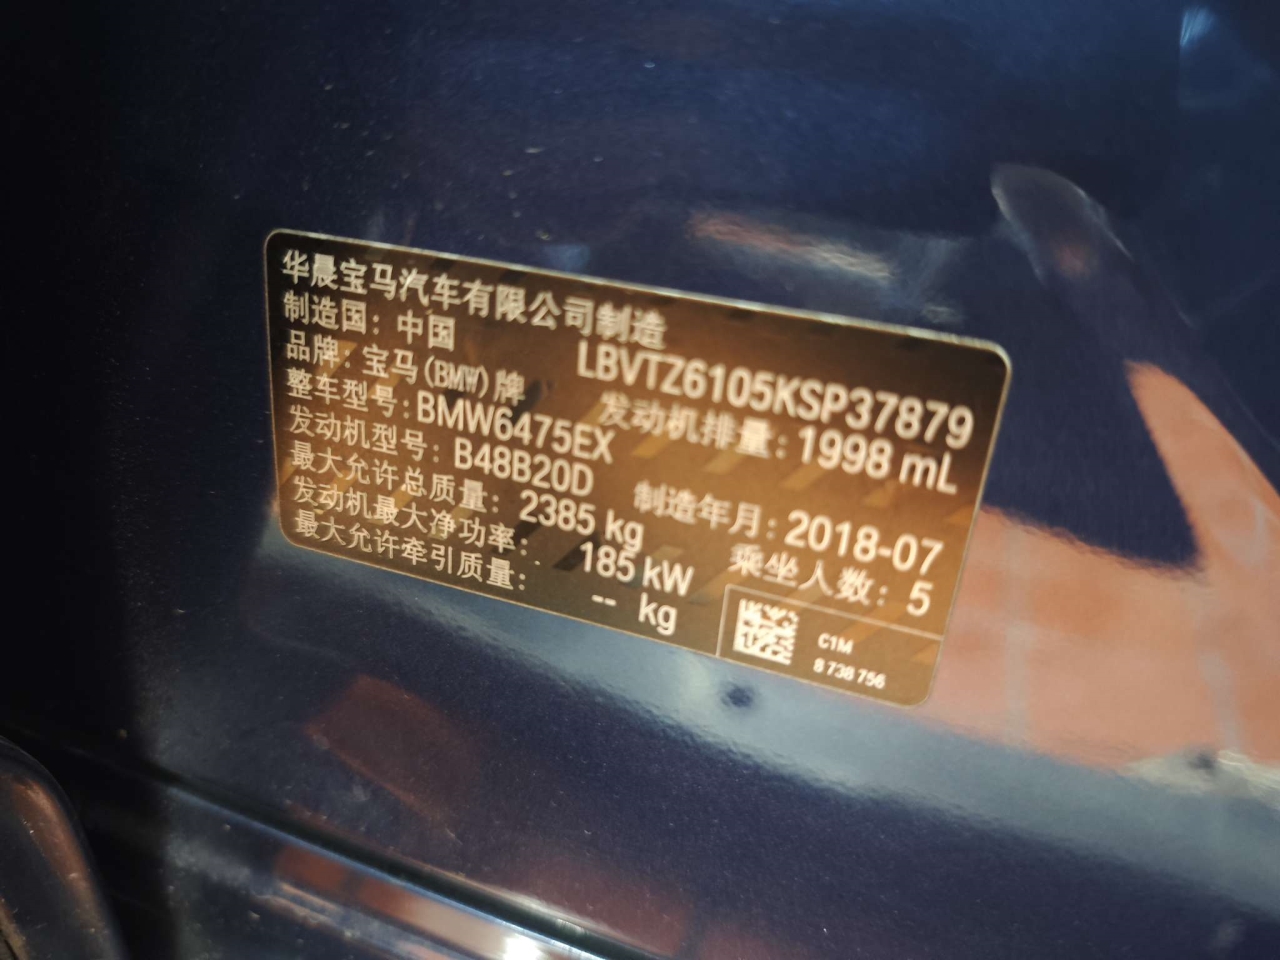 华晨宝马汽车有限公司制造
制造国：中国
LBVTZ6105KSP37879
品牌：宝马(BMW)牌
发动机排量：1998 mL
整车型号：BMW6475EX
发动机型号：B48B20D
制造年月：2018-07
最大允许总质量：2385 kg
乘坐人数：5
发动机最大净功率：185 kW
最大允许牵引质量：-- kg
C1M
8 738 756